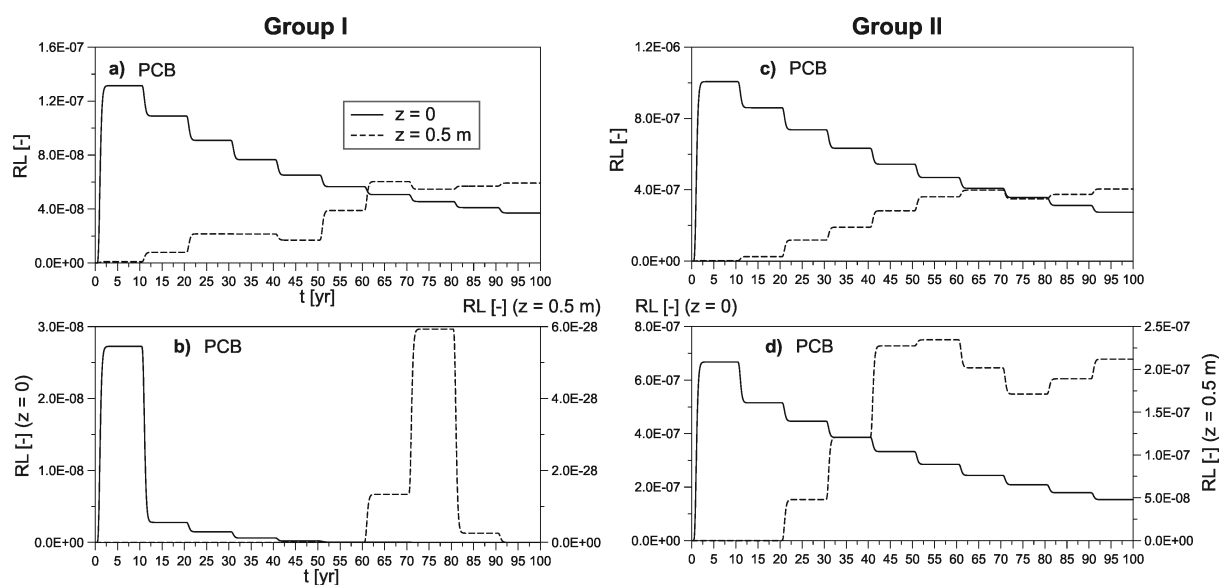 Group I
Group II
1.6E-07
1.2E-07
8.0E-08
4.0E-08
0.0E+00
RL [-]
a) PCB
z = 0
z = 0.5 m
0 5 10 15 20 25 30 35 40 45 50 55 60 65 70 75 80 85 90 95 100
t [yr]
1.2E-06
8.0E-07
4.0E-07
0.0E+00
RL [-]
c) PCB
0 5 10 15 20 25 30 35 40 45 50 55 60 65 70 75 80 85 90 95 100
RL [-] (z = 0.5 m)
RL [-] (z = 0)
3.0E-08
2.0E-08
1.0E-08
0.0E+00
RL [-] (z = 0)
b) PCB
6.0E-28
4.0E-28
2.0E-28
0.0E+00
0 5 10 15 20 25 30 35 40 45 50 55 60 65 70 75 80 85 90 95 100
t [yr]
8.0E-07
6.0E-07
4.0E-07
2.0E-07
0.0E+00
d) PCB
2.5E-07
2.0E-07
1.5E-07
1.0E-07
5.0E-08
0.0E+00
RL [-] (z = 0.5 m)
0 5 10 15 20 25 30 35 40 45 50 55 60 65 70 75 80 85 90 95 100